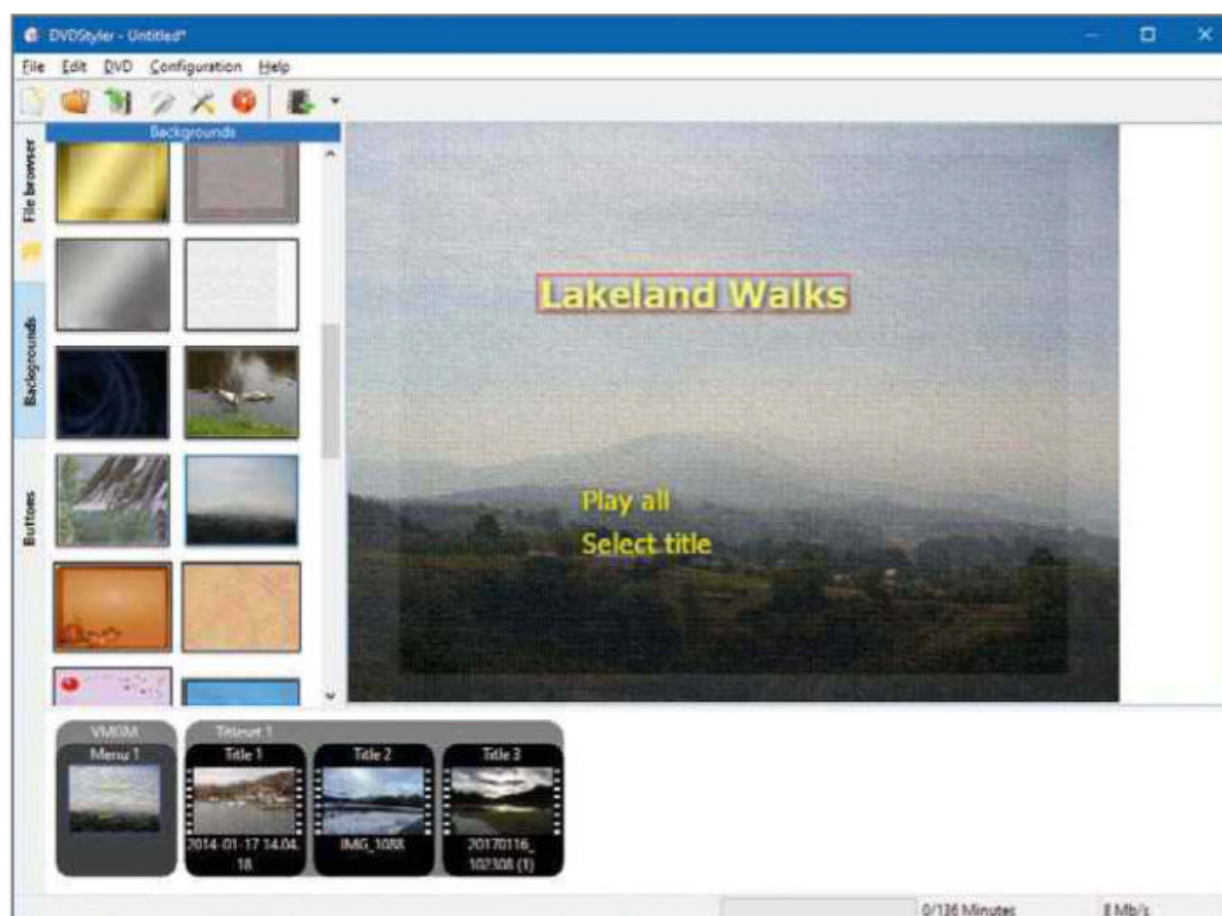 DVDStyler - Untitled*
File Edit DVD Configuration Help
Backgrounds
File browser
Backgrounds
Buttons
Lakeland Walks
Play all
Select title
VMGM
Titleset 1
Menu 1
Title 1
Title 2
Title 3
2014-01-17 14.04.
18
IMG_1088
20170116_
102308 (1)
0/136 Minutes
8 Mb/s